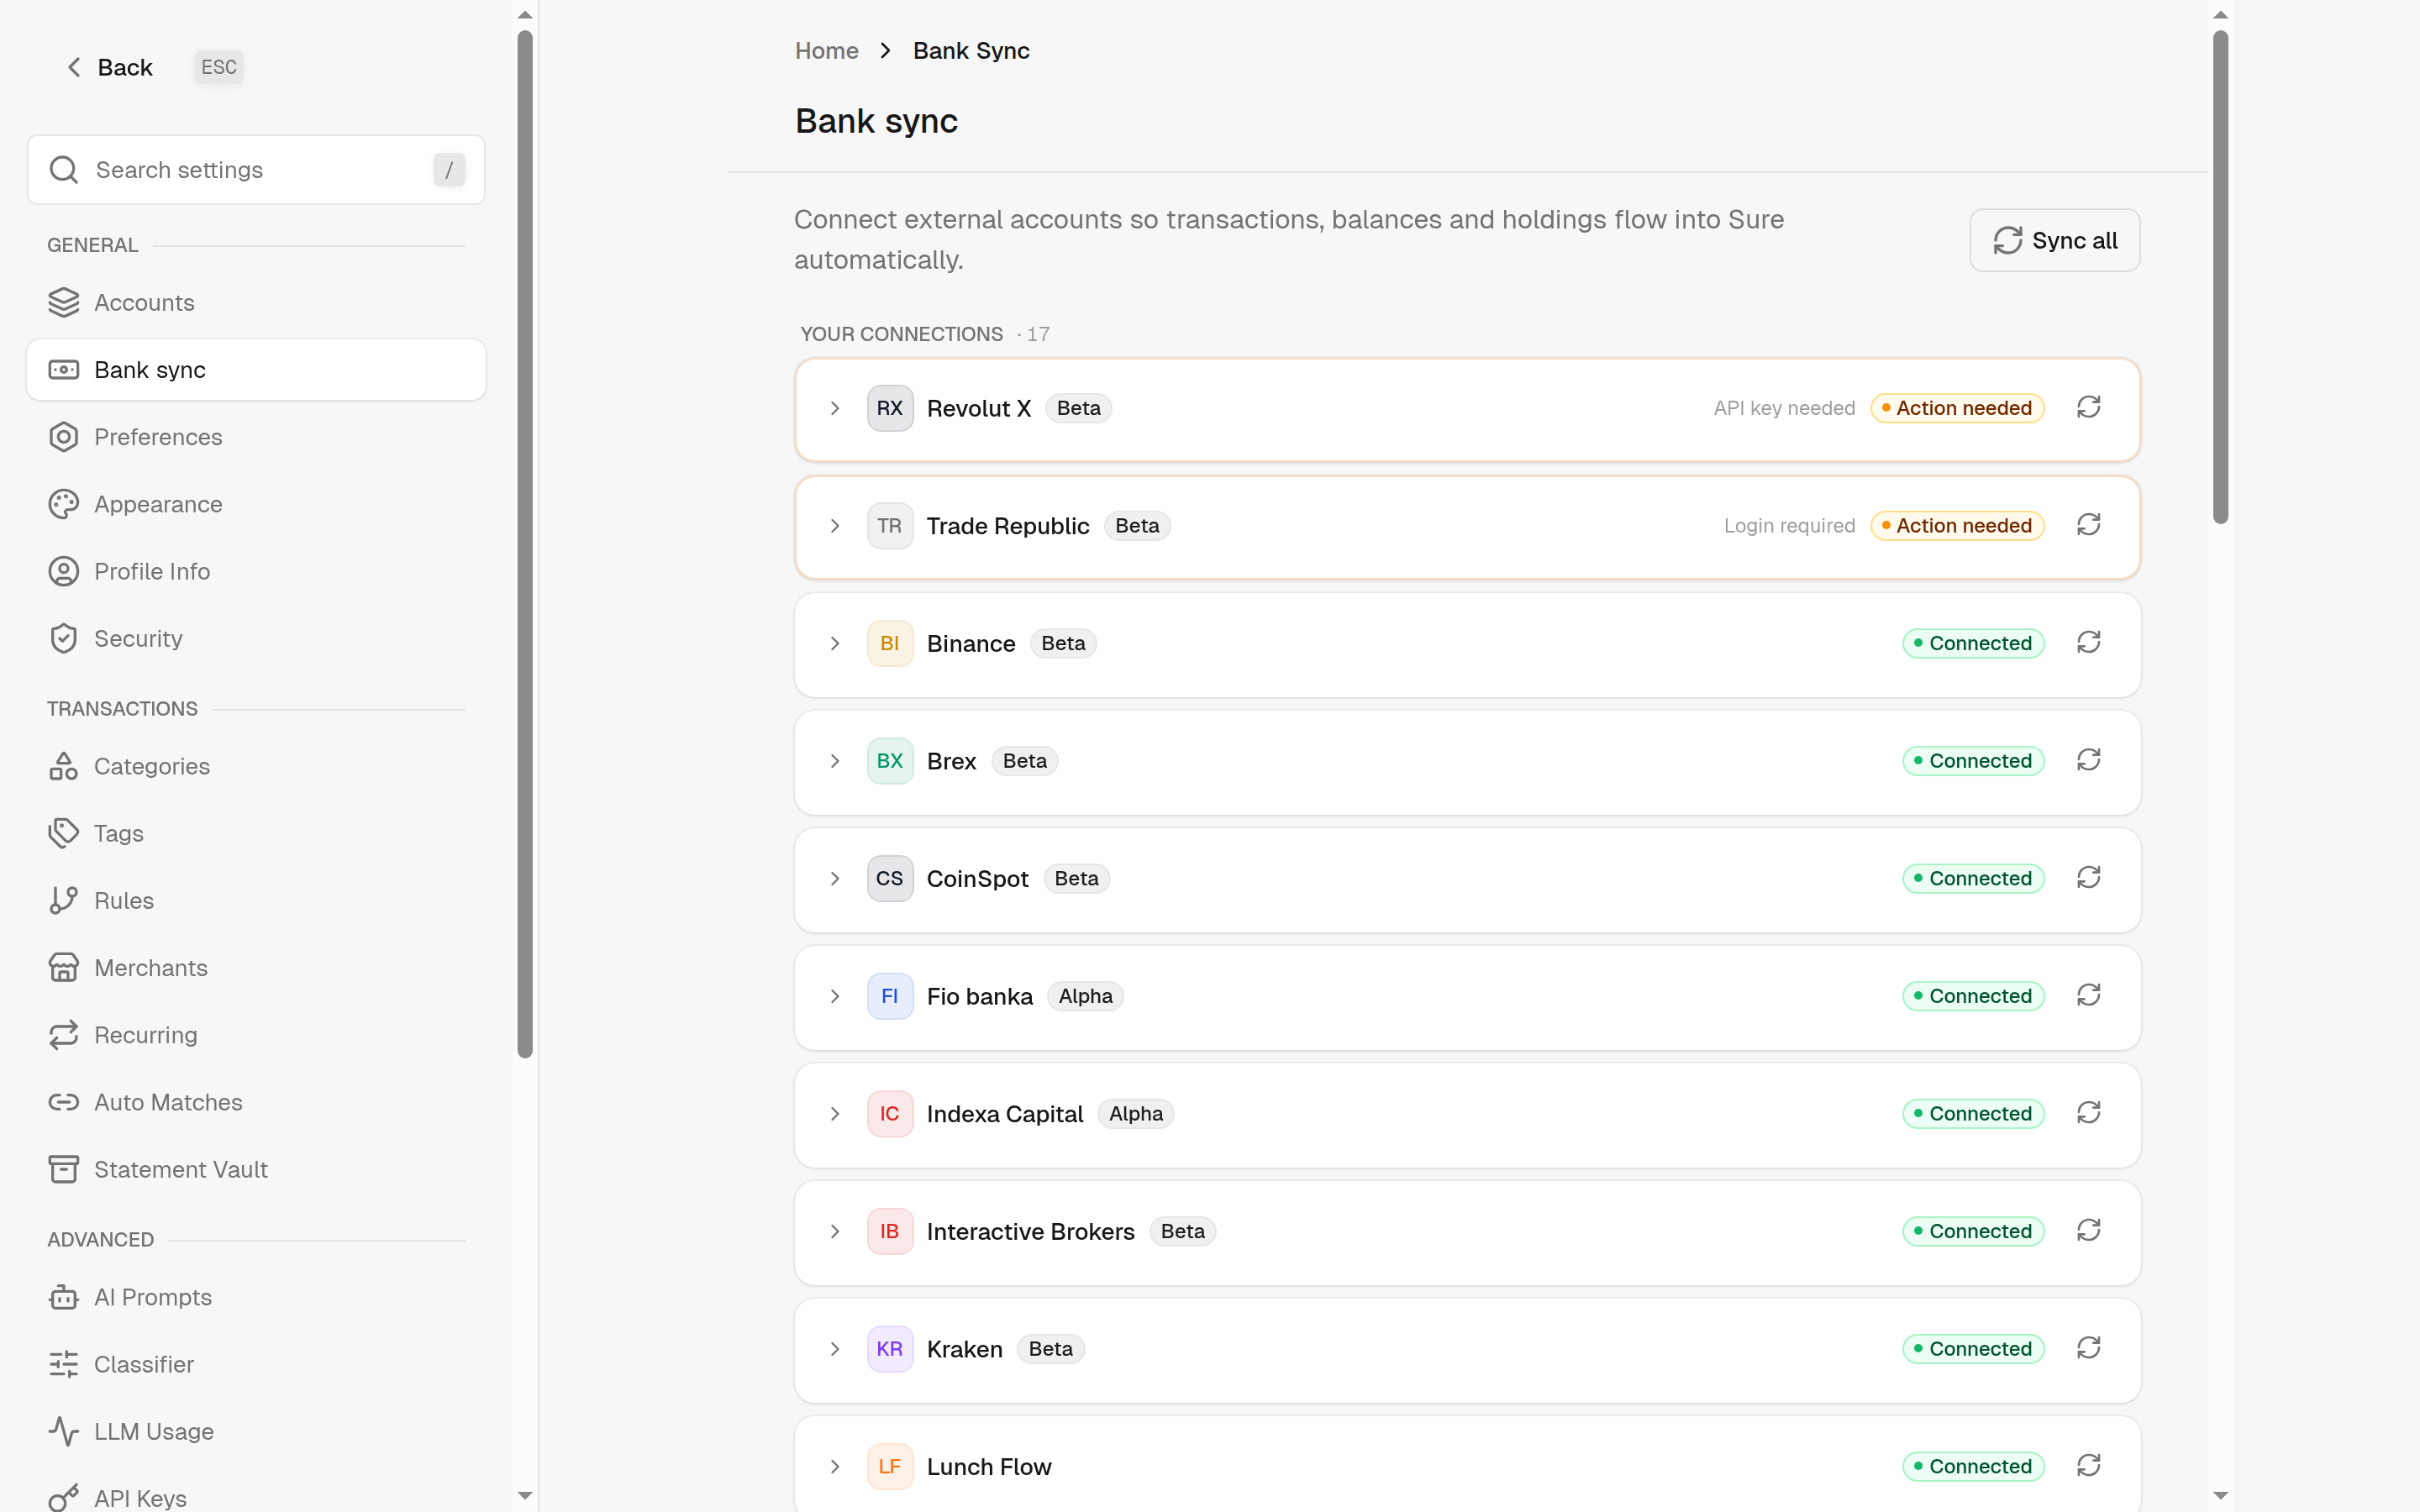 Back ESC
Search settings /
GENERAL
Accounts
Bank sync
Preferences
Appearance
Profile Info
Security
TRANSACTIONS
Categories
Tags
Rules
Merchants
Recurring
Auto Matches
Statement Vault
ADVANCED
AI Prompts
Classifier
LLM Usage
API Keys
Home > Bank Sync
Bank sync
Connect external accounts so transactions, balances and holdings flow into Sure
automatically.
Sync all
YOUR CONNECTIONS · 17
RX Revolut X Beta API key needed Action needed
TR Trade Republic Beta Login required Action needed
BI Binance Beta Connected
BX Brex Beta Connected
CS CoinSpot Beta Connected
FI Fio banka Alpha Connected
IC Indexa Capital Alpha Connected
IB Interactive Brokers Beta Connected
KR Kraken Beta Connected
LF Lunch Flow Connected